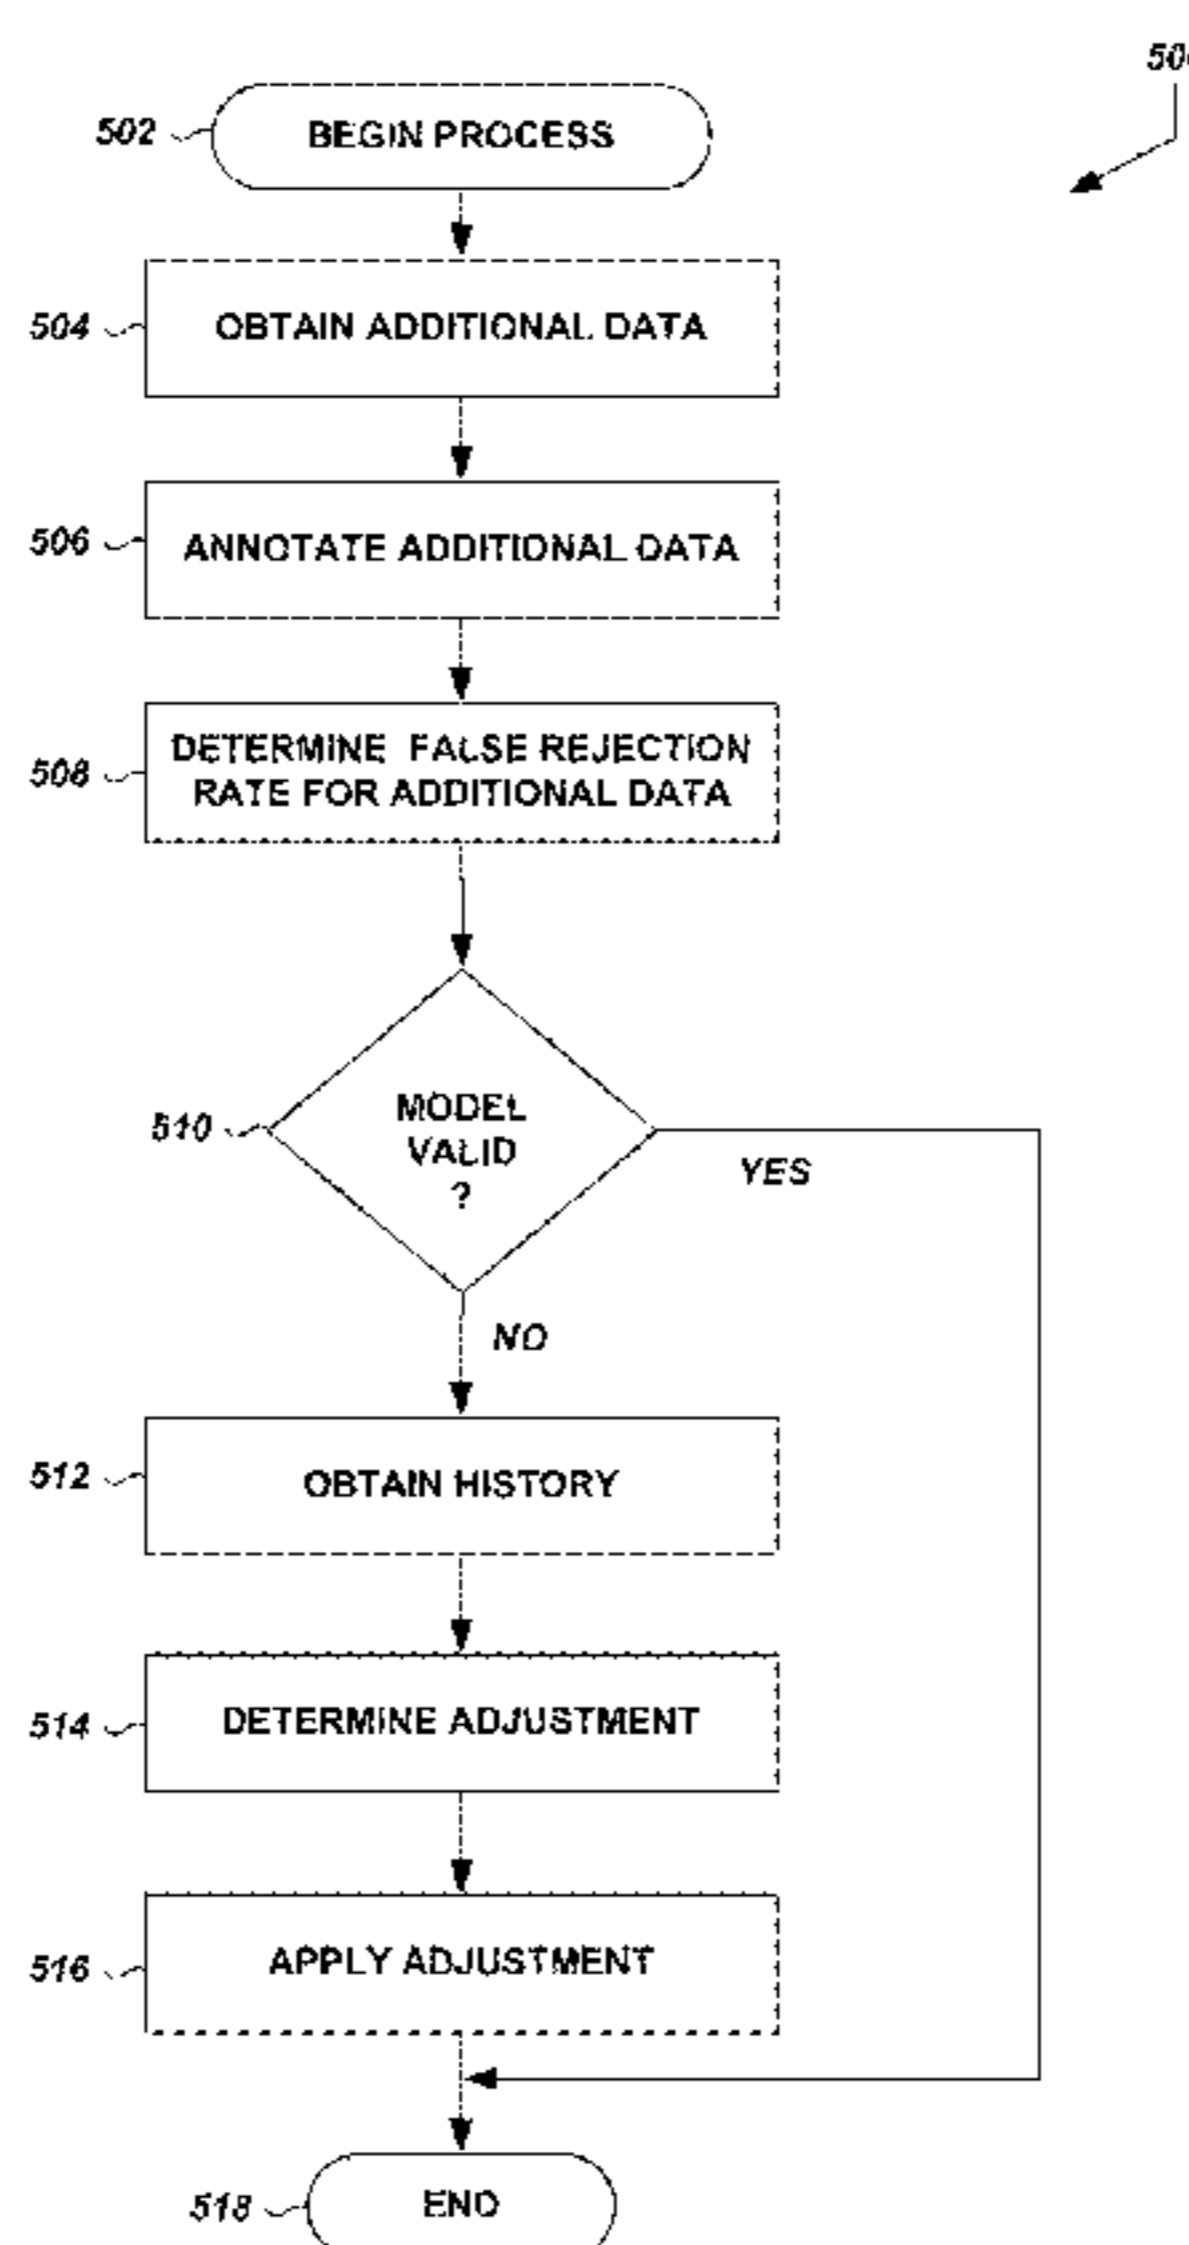 502
BEGIN PROCESS
504
OBTAIN ADDITIONAL DATA
506
ANNOTATE ADDITIONAL DATA
508
DETERMINE FALSE REJECTION
RATE FOR ADDITIONAL DATA
510
MODEL
VALID
?
YES
NO
512
OBTAIN HISTORY
514
DETERMINE ADJUSTMENT
516
APPLY ADJUSTMENT
518
END